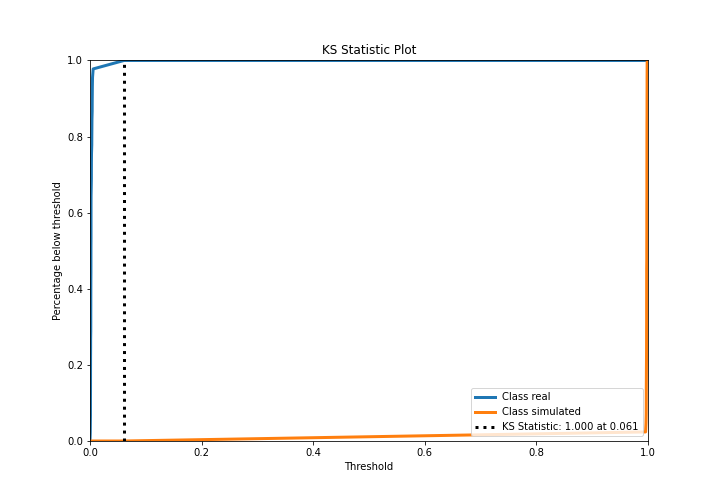 KS Statistic Plot
1.0
0.8
0.6
0.4
0.2
0.0
Percentage below threshold
0.0 0.2 0.4 0.6 0.8 1.0
Threshold
Class real
Class simulated
KS Statistic: 1.000 at 0.061